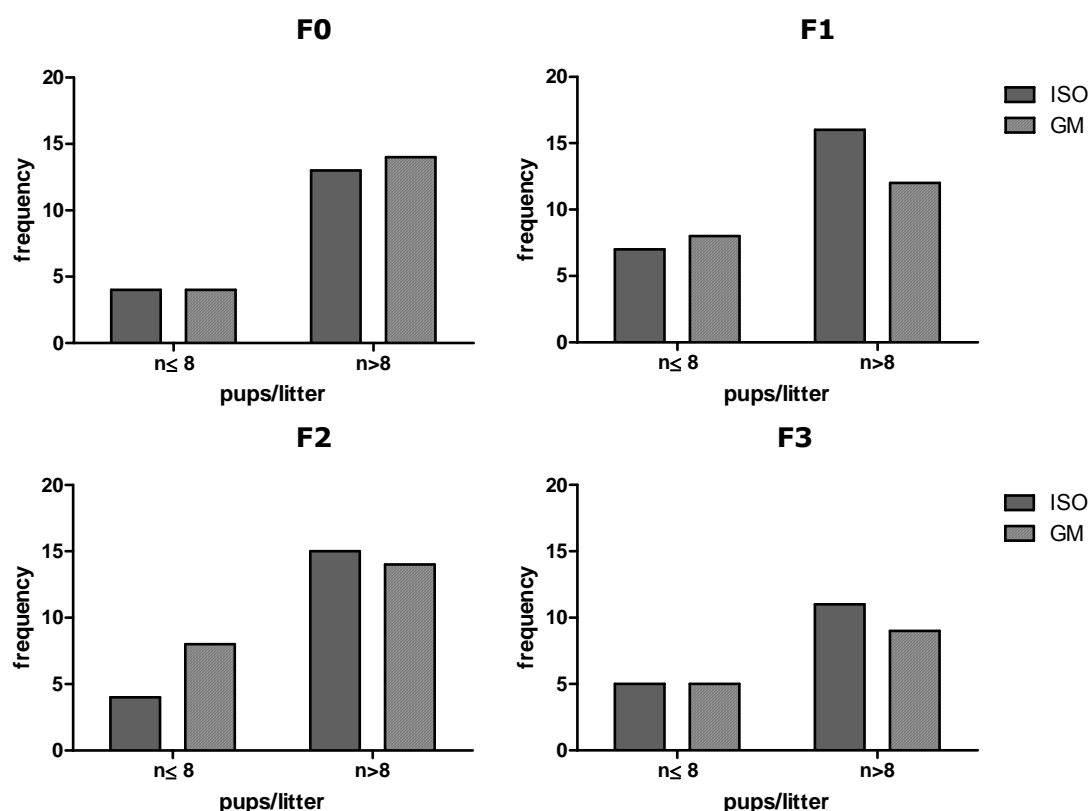 F0
20
15
10
5
0
frequency
n≤ 8 n>8
pups/litter
F1
20
15
10
5
0
frequency
n≤ 8 n>8
pups/litter
ISO
GM
F2
20
15
10
5
0
frequency
n≤ 8 n>8
pups/litter
F3
20
15
10
5
0
frequency
n≤ 8 n>8
pups/litter
ISO
GM